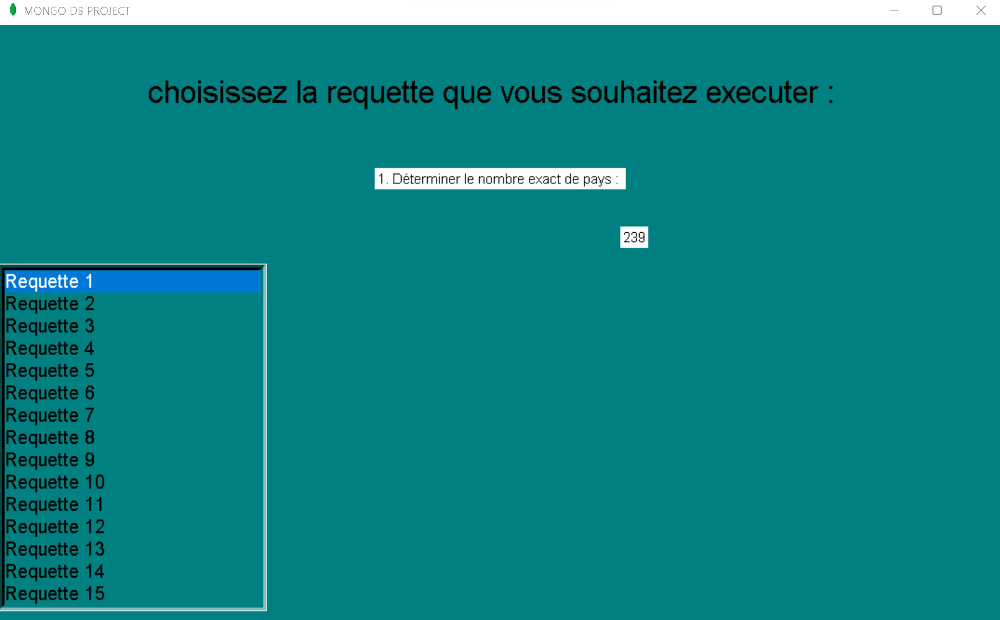 MONGO DB PROJECT
choisissez la requette que vous souhaitez executer :
1. Déterminer le nombre exact de pays :
239
Requette 1
Requette 2
Requette 3
Requette 4
Requette 5
Requette 6
Requette 7
Requette 8
Requette 9
Requette 10
Requette 11
Requette 12
Requette 13
Requette 14
Requette 15